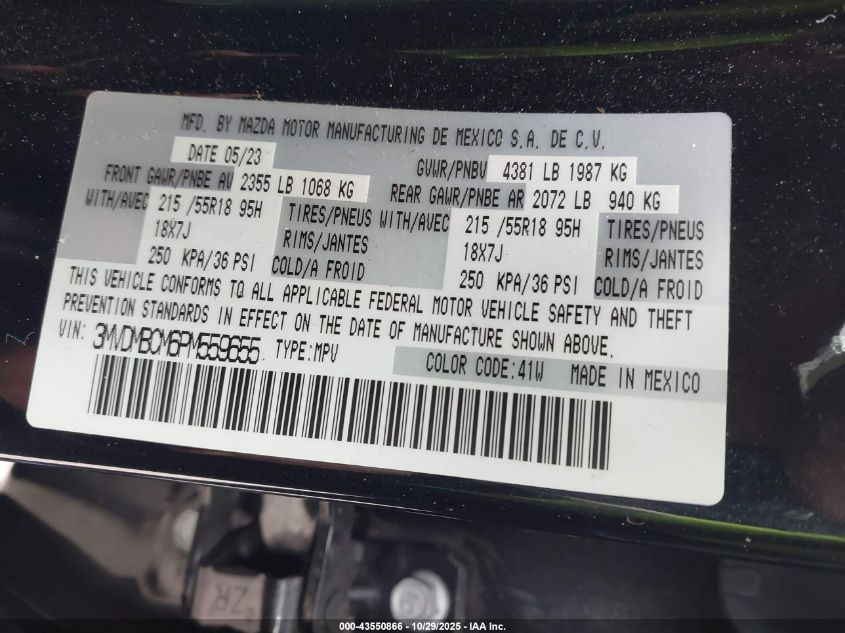 MFD. BY MAZDA MOTOR MANUFACTURING DE MEXICO S.A. DE C.V.
DATE 05/23 GVWR/PNBV 4381 LB 1987 KG
FRONT GAWR/PNBE AV 2355 LB 1068 KG REAR GAWR/PNBE AR 2072 LB 940 KG
WITH/AVEC 215 /55R18 95H TIRES/PNEUS WITH/AVEC 215 /55R18 95H TIRES/PNEUS
18X7J RIMS/JANTES 18X7J RIMS/JANTES
250 KPA/36 PSI COLD/A FROID 250 KPA/36 PSI COLD/A FROID
THIS VEHICLE CONFORMS TO ALL APPLICABLE FEDERAL MOTOR VEHICLE SAFETY AND THEFT
PREVENTION STANDARDS IN EFFECT ON THE DATE OF MANUFACTURE SHOWN ABOVE.
VIN: 3MVDMBCM6PM559655 TYPE:MPV COLOR CODE:41W MADE IN MEXICO
ZR
000-43550866 - 10/29/2025 - IAA Inc.